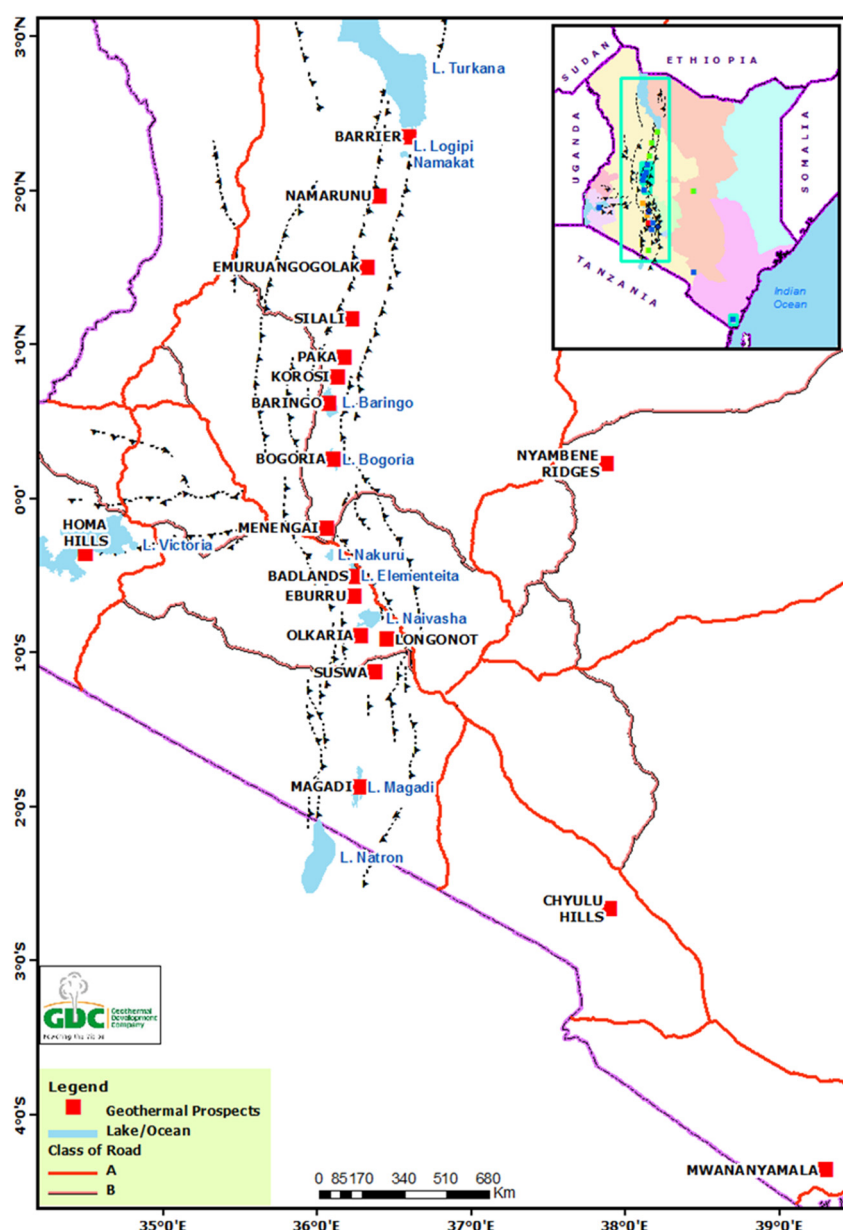 3°0'N
2°0'N
1°0'N
0°0'
1°0'S
2°0'S
3°0'S
4°0'S
35°0'E
36°0'E
37°0'E
38°0'E
39°0'E
L. Turkana
BARRIER
L. Logipi
Namakat
NAMARUNU
EMURUANGOGOLAK
SILALI
PAKA
KOROSI
BARINGO
L. Baringo
BOGORIA
L. Bogoria
NYAMBENE
RIDGES
HOMA
HILLS
L. Victoria
MENENGAI
L. Nakuru
BADLANDS
L. Elementeita
EBURRU
L. Naivasha
OLKARIA
LONGONOT
SUSWA
MAGADI
L. Magadi
L. Natron
CHYULU
HILLS
MWANANYAMALA
SUDAN
ETHIOPIA
UGANDA
SOMALIA
TANZANIA
Indian
Ocean
GDC
Geothermal
Development
Company
Legend
Geothermal Prospects
Lake/Ocean
Class of Road
A
B
0 85 170 340 510 680
Km